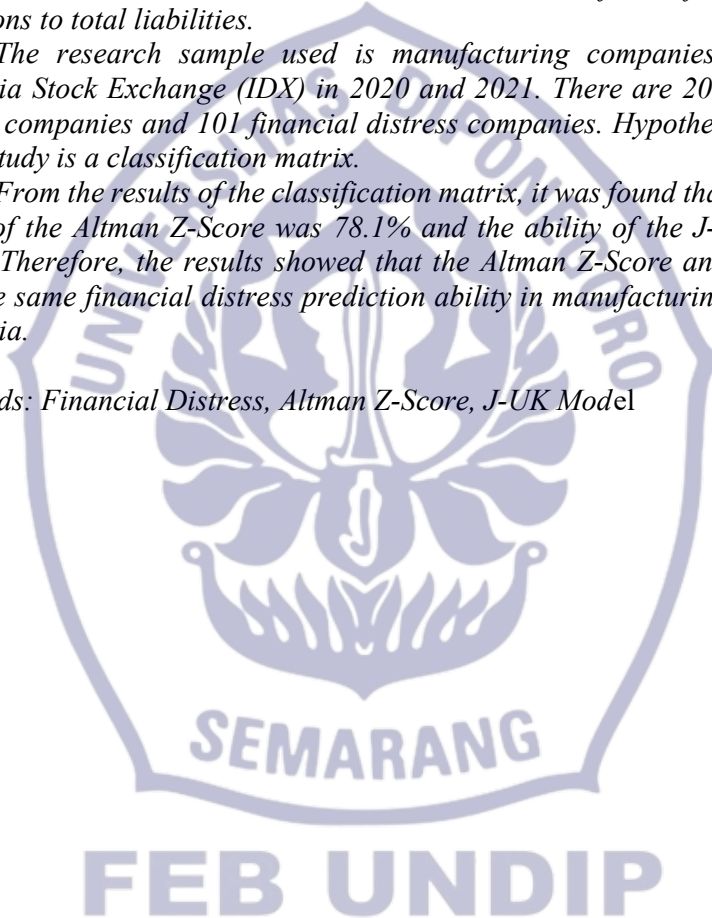 ons to total liabilities.
The research sample used is manufacturing companies
ia Stock Exchange (IDX) in 2020 and 2021. There are 20
companies and 101 financial distress companies. Hypothe
tudy is a classification matrix.
From the results of the classification matrix, it was found tha
of the Altman Z-Score was 78.1% and the ability of the J-
Therefore, the results showed that the Altman Z-Score an
e same financial distress prediction ability in manufacturin
ia.
ds: Financial Distress, Altman Z-Score, J-UK Model
UNIVERSITAS DIPONEGORO
SEMARANG
FEB UNDIP